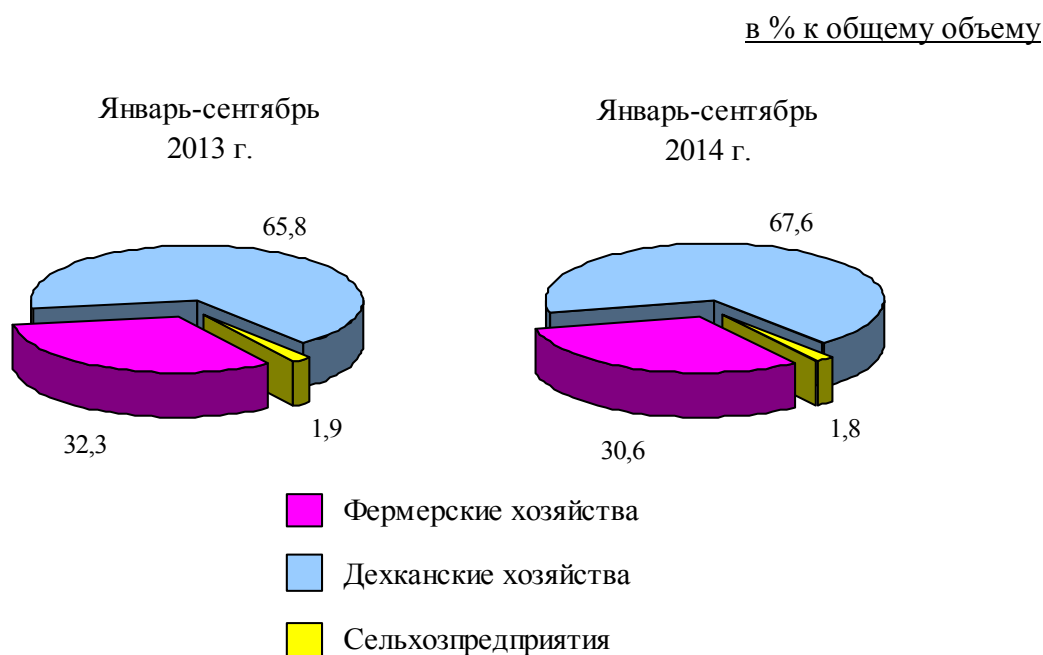 в % к общему объему
Январь-сентябрь
2013 г.
Январь-сентябрь
2014 г.
65,8
32,3
1,9
67,6
30,6
1,8
Фермерские хозяйства
Дехканские хозяйства
Сельхозпредприятия